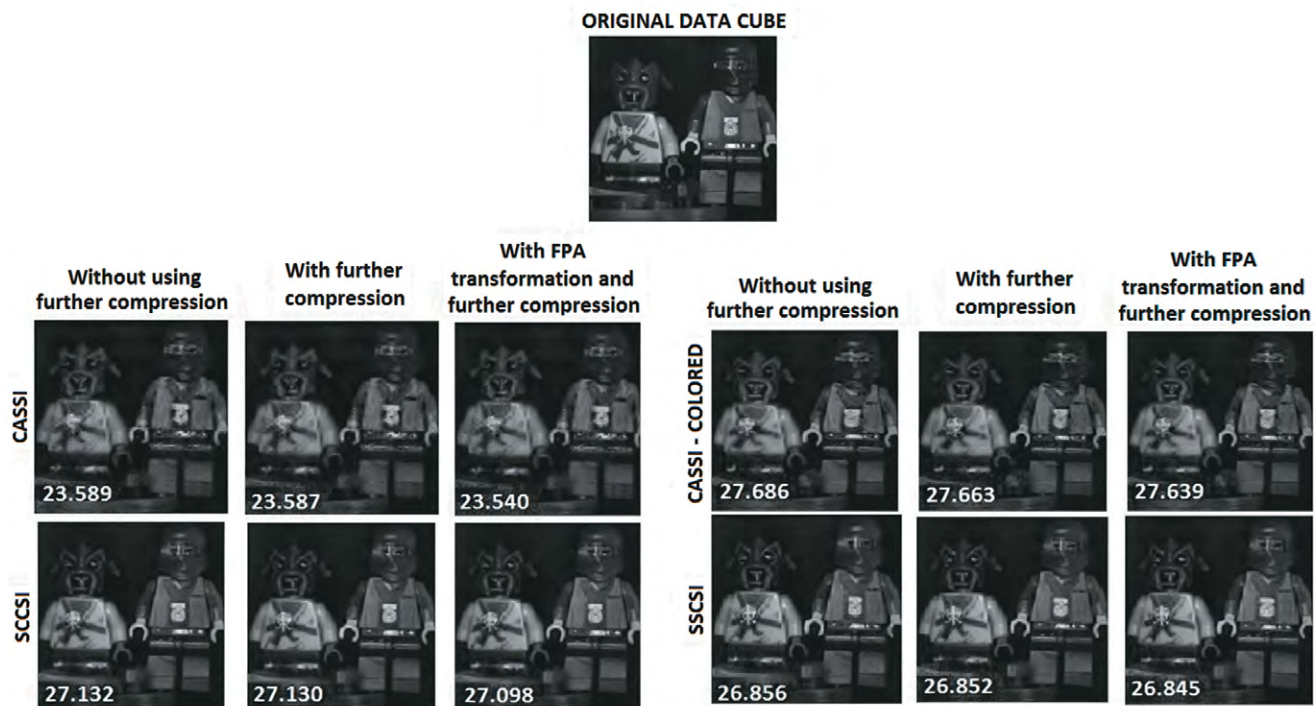 ORIGINAL DATA CUBE
Without using
further compression
With further
compression
With FPA
transformation and
further compression
CASSI
23.589
23.587
23.540
SCCSI
27.132
27.130
27.098
Without using
further compression
With further
compression
With FPA
transformation and
further compression
CASSI - COLORED
27.686
27.663
27.639
SSCSI
26.856
26.852
26.845